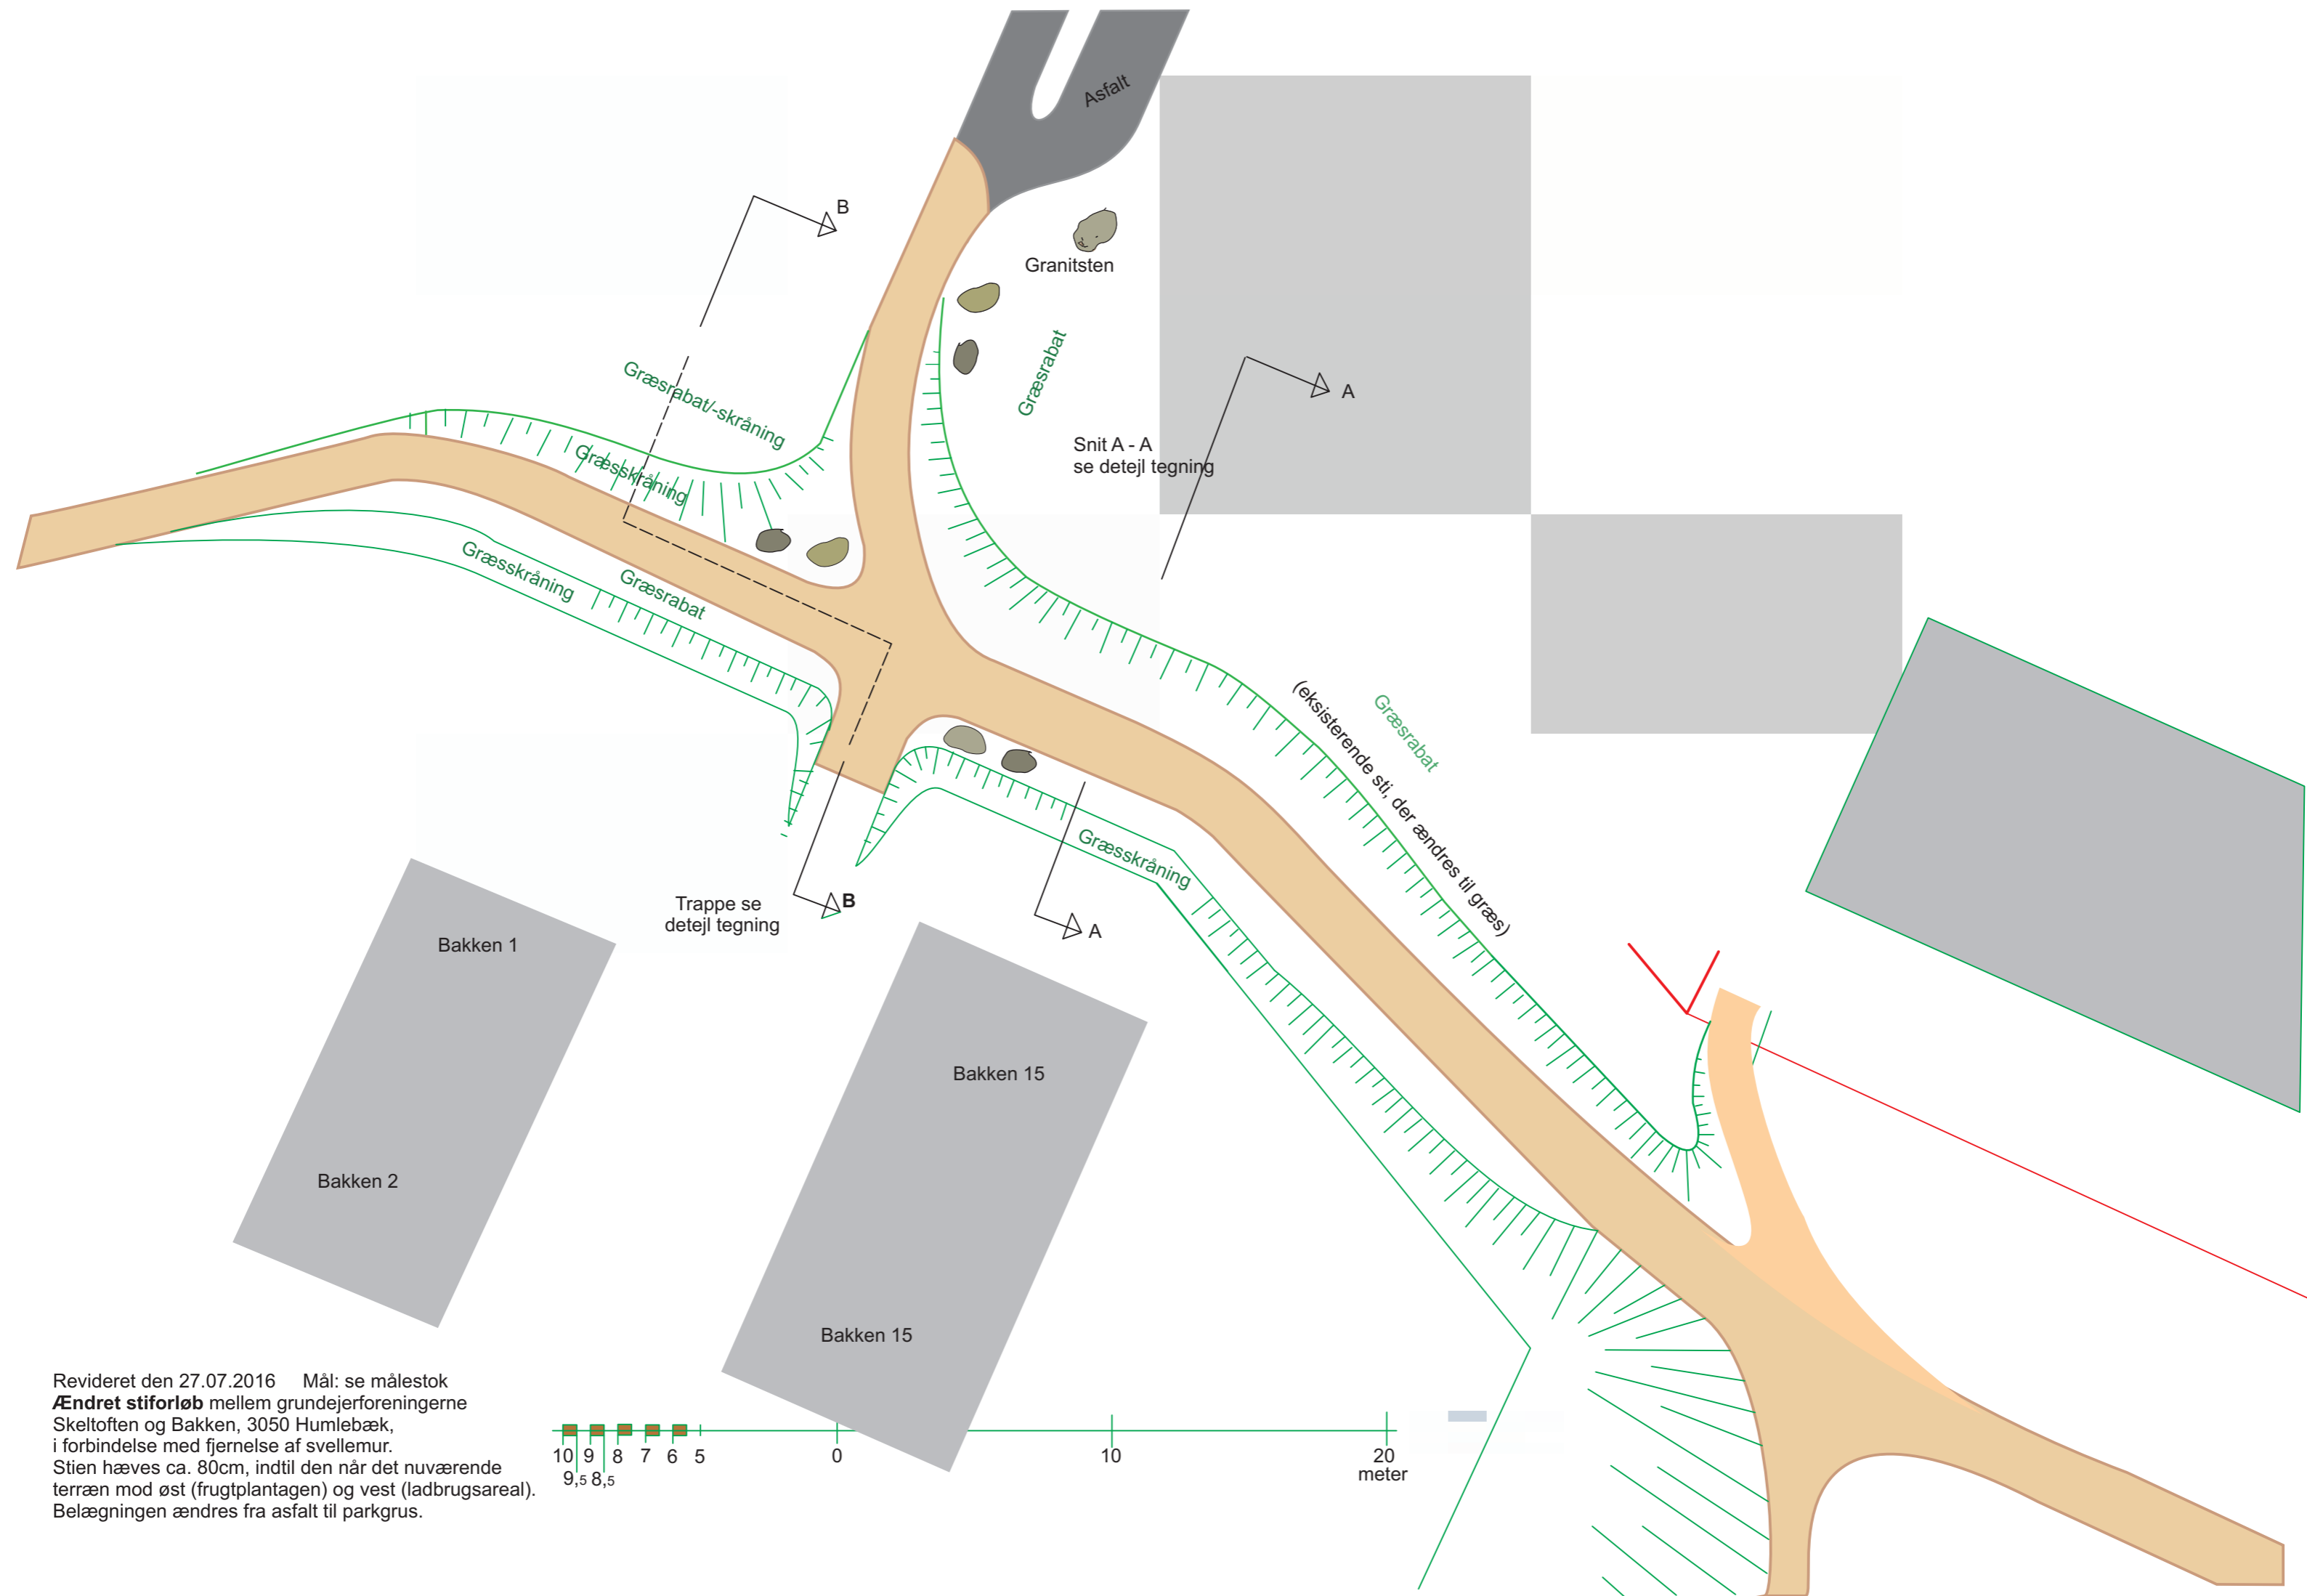 Asfalt
B
Granitsten
Græsrabat
Græsrabat/-skråning
A
Græsskråning
Snit A - A
se detejl tegning
Græsskråning
Græsrabat
Græsrabat
(eksisterende sti, der ændres til græs)
Græsskråning
Trappe se
detejl tegning
B
A
Bakken 1
Bakken 15
Bakken 2
Bakken 15
Revideret den 27.07.2016 Mål: se målestok
Ændret stiforløb mellem grundejerforeningerne
Skeltoften og Bakken, 3050 Humlebæk,
i forbindelse med fjernelse af svellemur.
Stien hæves ca. 80cm, indtil den når det nuværende
terræn mod øst (frugtplantagen) og vest (ladbrugsareal).
Belægningen ændres fra asfalt til parkgrus.
10 9 8 7 6 5 0 10 20
9,5 8,5
meter